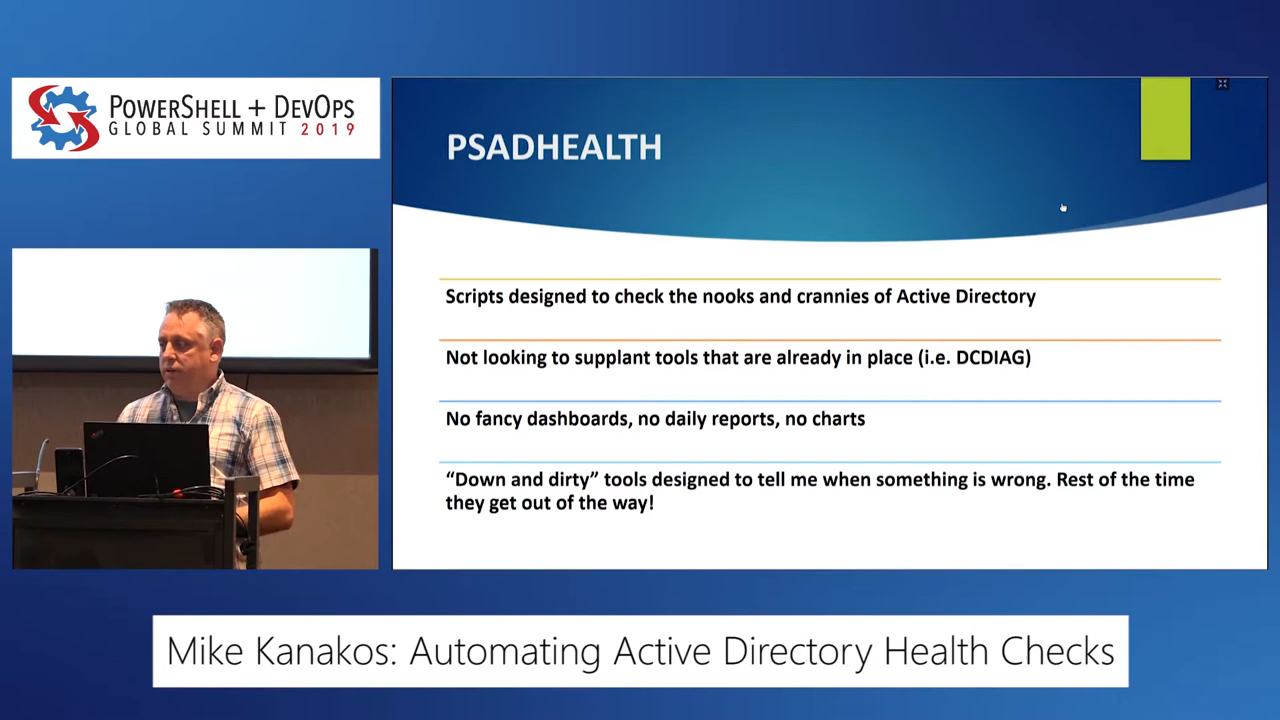 POWERSHELL + DEVOPS
GLOBAL SUMMIT 2019
PSADHEALTH
Scripts designed to check the nooks and crannies of Active Directory
Not looking to supplant tools that are already in place (i.e. DCDIAG)
No fancy dashboards, no daily reports, no charts
“Down and dirty” tools designed to tell me when something is wrong. Rest of the time
they get out of the way!
Mike Kanakos: Automating Active Directory Health Checks